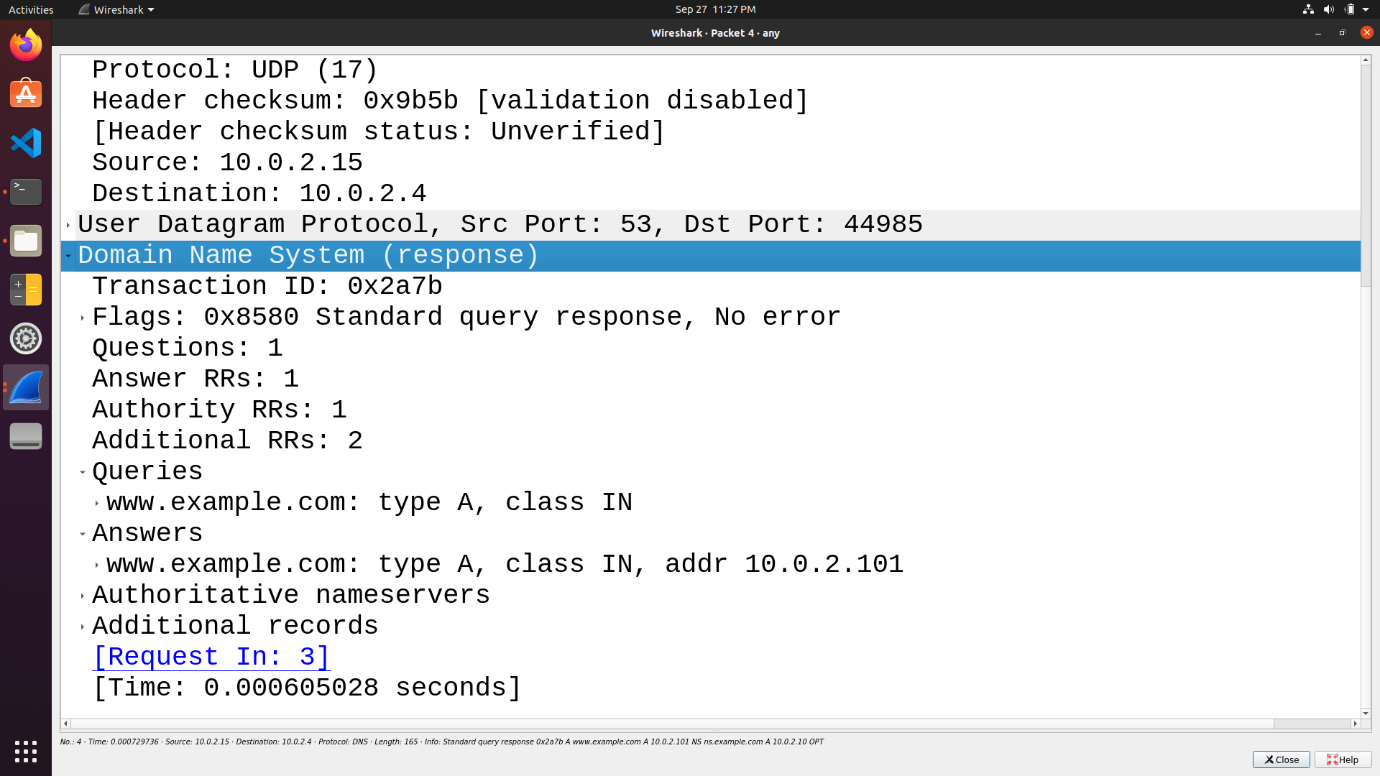 Activities Wireshark Sep 27 11:27 PM
Wireshark · Packet 4 · any
Protocol: UDP (17)
Header checksum: 0x9b5b [validation disabled]
[Header checksum status: Unverified]
Source: 10.0.2.15
Destination: 10.0.2.4
User Datagram Protocol, Src Port: 53, Dst Port: 44985
Domain Name System (response)
Transaction ID: 0x2a7b
Flags: 0x8580 Standard query response, No error
Questions: 1
Answer RRs: 1
Authority RRs: 1
Additional RRs: 2
Queries
www.example.com: type A, class IN
Answers
www.example.com: type A, class IN, addr 10.0.2.101
Authoritative nameservers
Additional records
[Request In: 3]
[Time: 0.000605028 seconds]
No.: 4 · Time: 0.000729736 · Source: 10.0.2.15 · Destination: 10.0.2.4 · Protocol: DNS · Length: 165 · Info: Standard query response 0x2a7b A www.example.com A 10.0.2.101 NS ns.example.com A 10.0.2.10 OPT
Close Help